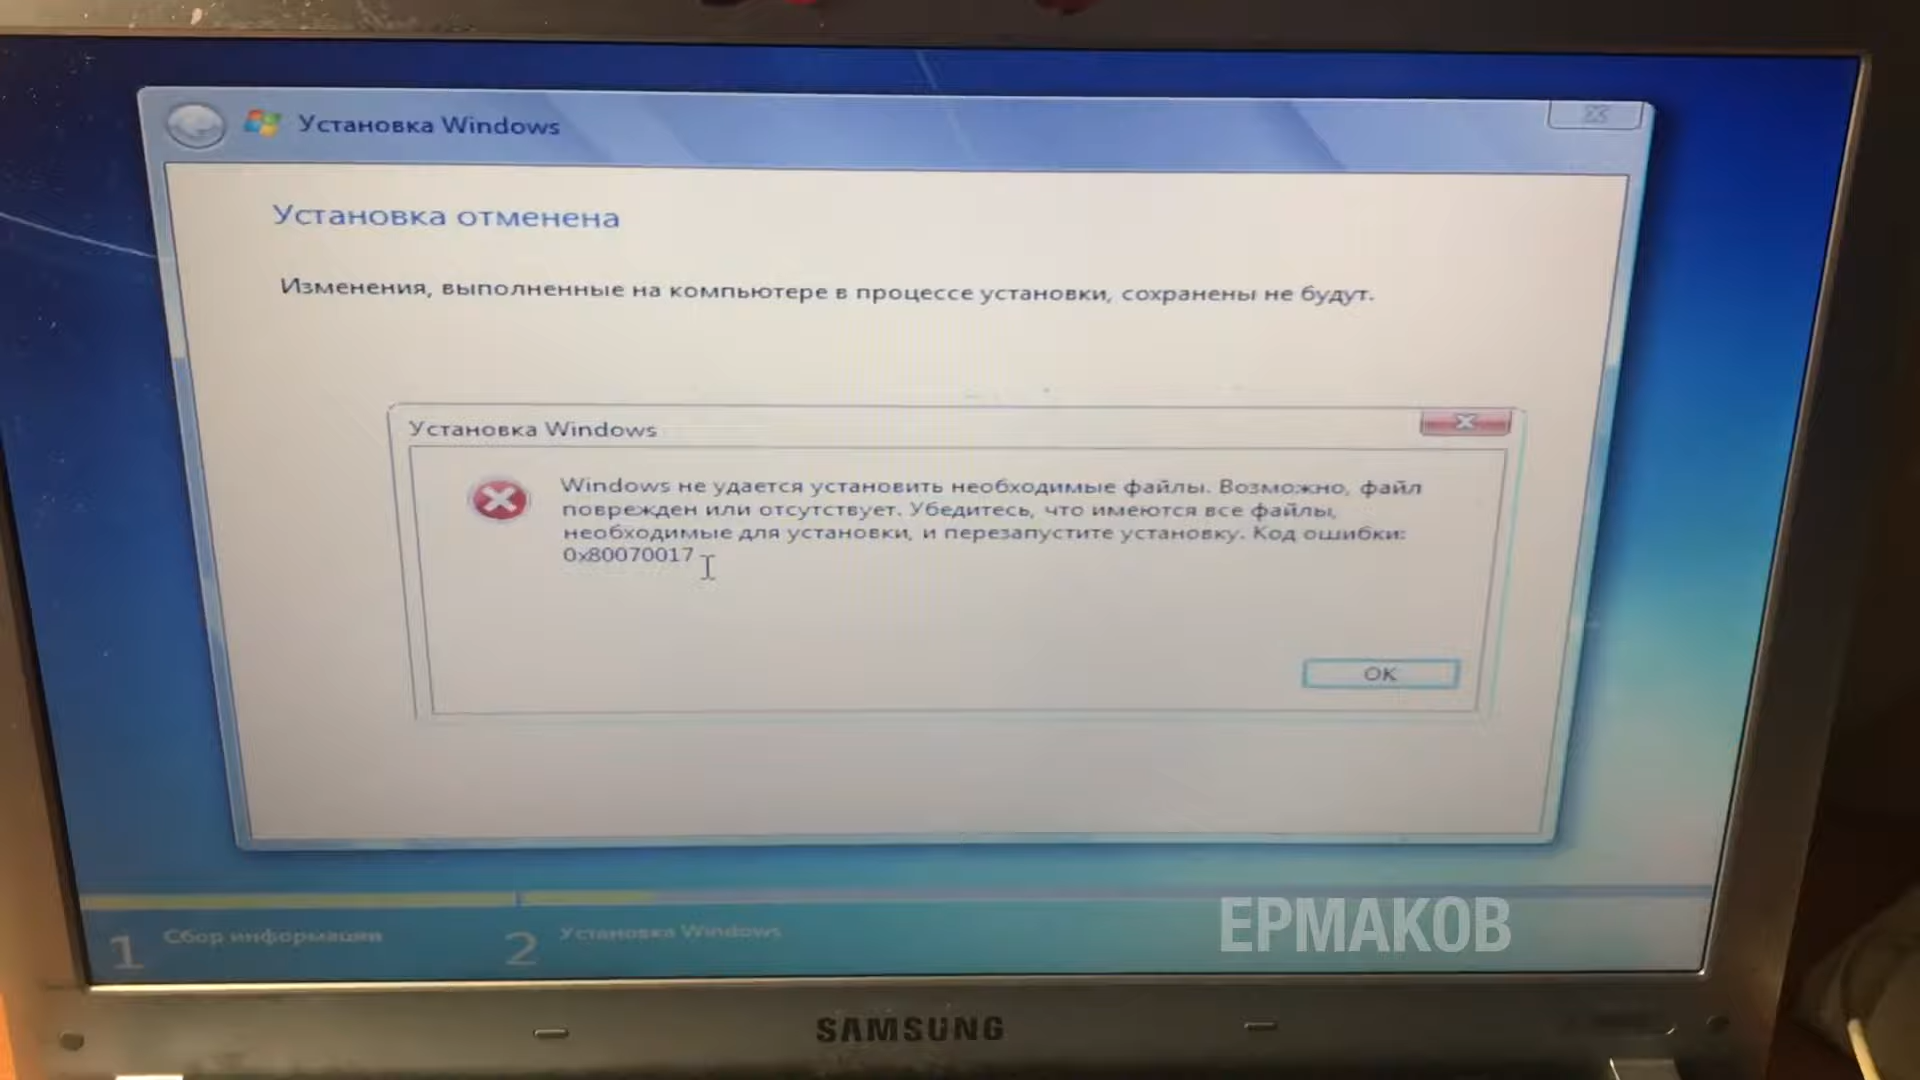 Установка Windows
Установка отменена
Изменения, выполненные на компьютере в процессе установки, сохранены не будут.
Установка Windows
Windows не удается установить необходимые файлы. Возможно, файл
поврежден или отсутствует. Убедитесь, что имеются все файлы,
необходимые для установки, и перезапустите установку. Код ошибки:
0x80070017
OK
1 Сбор информации
2 Установка Windows
ЕРМАКОВ
SAMSUNG